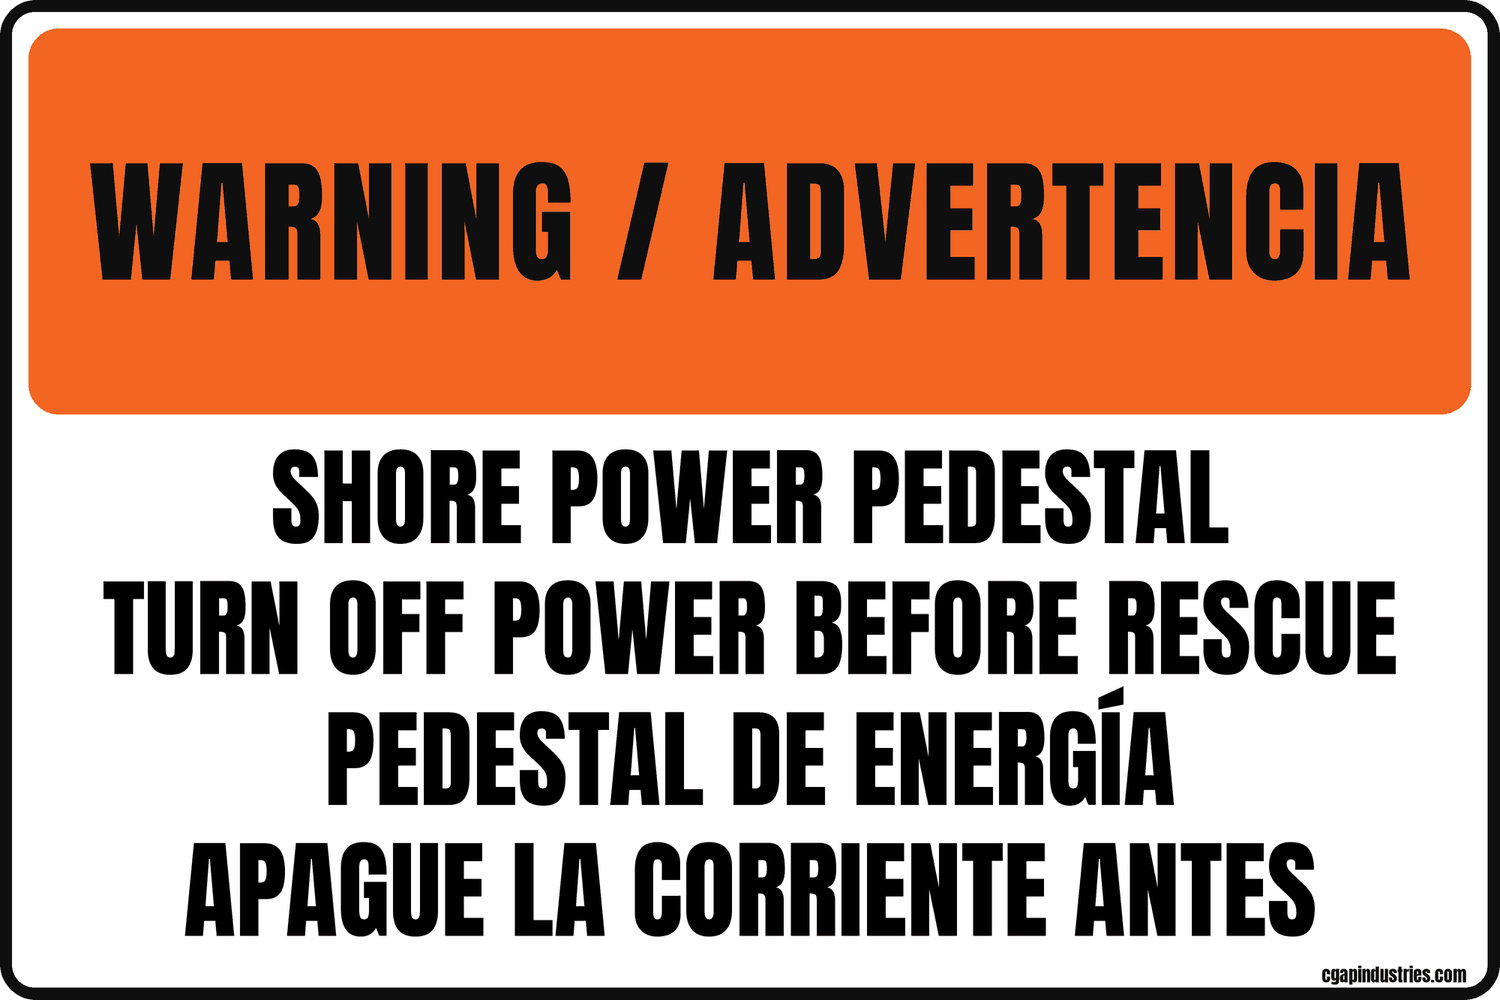 WARNING / ADVERTENCIA
SHORE POWER PEDESTAL
TURN OFF POWER BEFORE RESCUE
PEDESTAL DE ENERGÍA
APAGUE LA CORRIENTE ANTES
cgapindustries.com